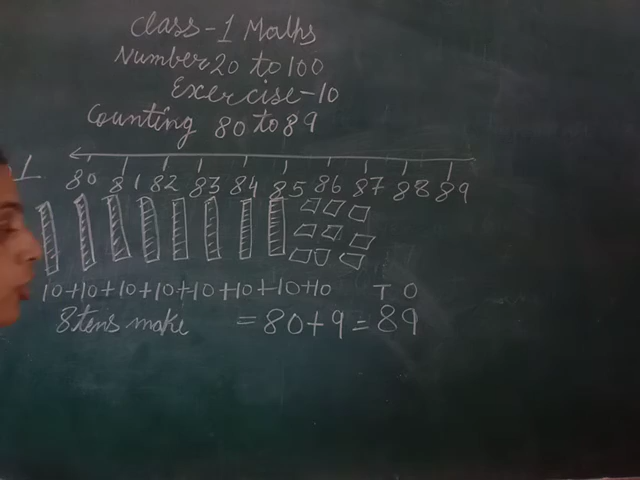 Class-1 Maths
Number 20 to 100
Exercise-10
Counting 80 to 89
1. 80 81 82 83 84 85 86 87 88 89
10+10+10+10+10+10+10+10 T O
8 tens make = 80+9 = 89